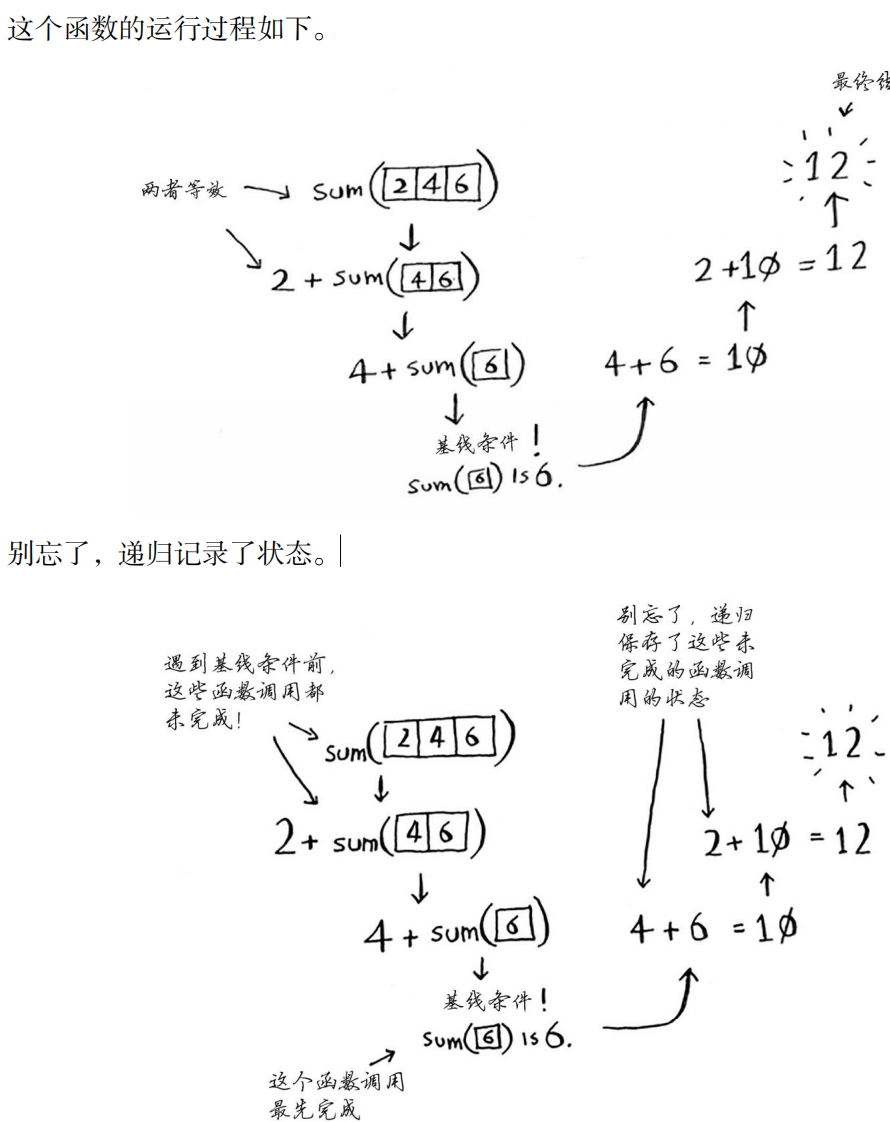 这个函数的运行过程如下。
最终结
12
两者等效
sum(2 4 6)
2 + sum(4 6)
2 + 10 = 12
4 + sum(6)
4 + 6 = 10
基线条件!
sum(6) is 6.
别忘了，递归记录了状态。
别忘了, 递归
保存了这些未
完成的函数调
用的状态
遇到基线条件前,
这些函数调用都
未完成!
12
sum(2 4 6)
2 + sum(4 6)
2 + 10 = 12
4 + sum(6)
4 + 6 = 10
基线条件!
sum(6) is 6.
这个函数调用
最先完成